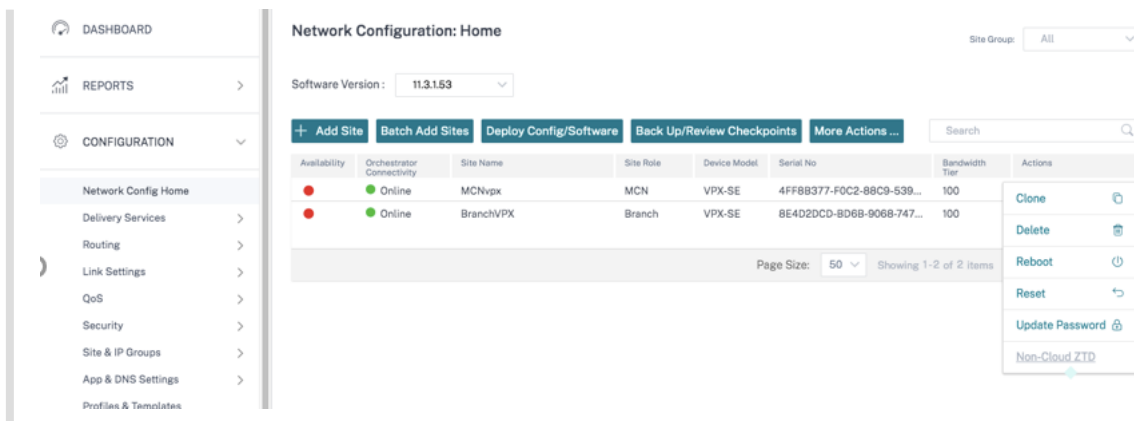 DASHBOARD
REPORTS
CONFIGURATION
Network Config Home
Delivery Services
Routing
Link Settings
QoS
Security
Site & IP Groups
App & DNS Settings
Profiles & Templates
Network Configuration: Home
Site Group: All
Software Version : 11.3.1.53
+ Add Site Batch Add Sites Deploy Config/Software Back Up/Review Checkpoints More Actions ... Search
Availability Orchestrator Connectivity Site Name Site Role Device Model Serial No Bandwidth Tier Actions
Online MCNvpx MCN VPX-SE 4FF8B377-F0C2-88C9-539... 100
Online BranchVPX Branch VPX-SE 8E4D2DCD-BD6B-9068-747... 100
Page Size: 50 Showing 1-2 of 2 items
Clone
Delete
Reboot
Reset
Update Password
Non-Cloud ZTD